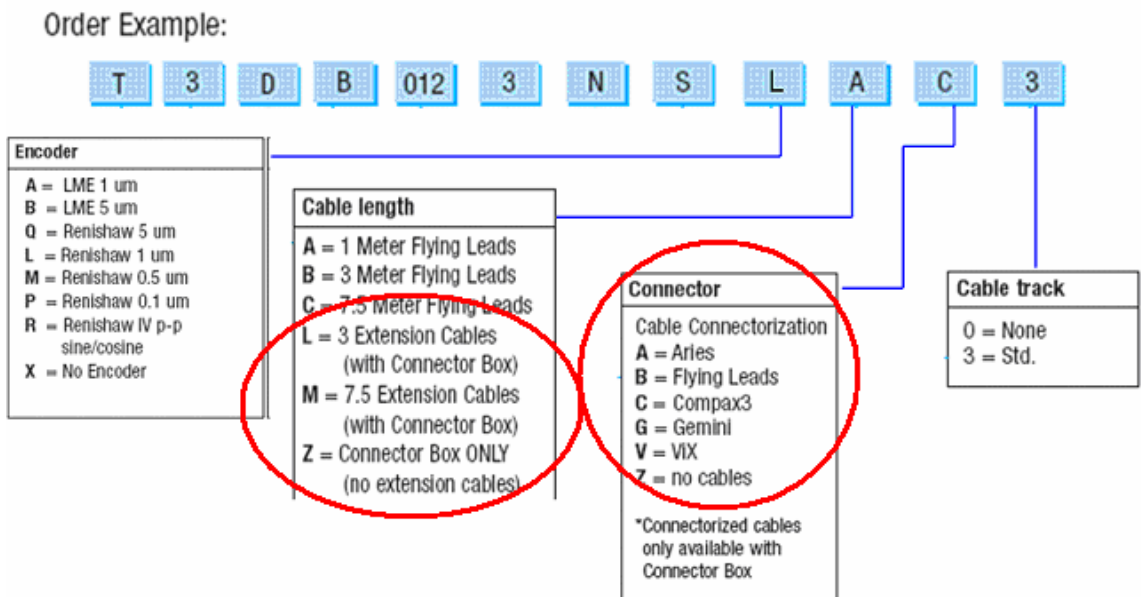 Order Example:
T 3 D B 012 3 N S L A C 3
Encoder
A = LME 1 um
B = LME 5 um
Q = Renishaw 5 um
L = Renishaw 1 um
M = Renishaw 0.5 um
P = Renishaw 0.1 um
R = Renishaw IV p-p
sine/cosine
X = No Encoder
Cable length
A = 1 Meter Flying Leads
B = 3 Meter Flying Leads
C = 7.5 Meter Flying Leads
L = 3 Extension Cables
(with Connector Box)
M = 7.5 Extension Cables
(with Connector Box)
Z = Connector Box ONLY
(no extension cables)
Connector
Cable Connectorization
A = Aries
B = Flying Leads
C = Compax3
G = Gemini
V = ViX
Z = no cables
*Connectorized cables
only available with
Connector Box
Cable track
0 = None
3 = Std.